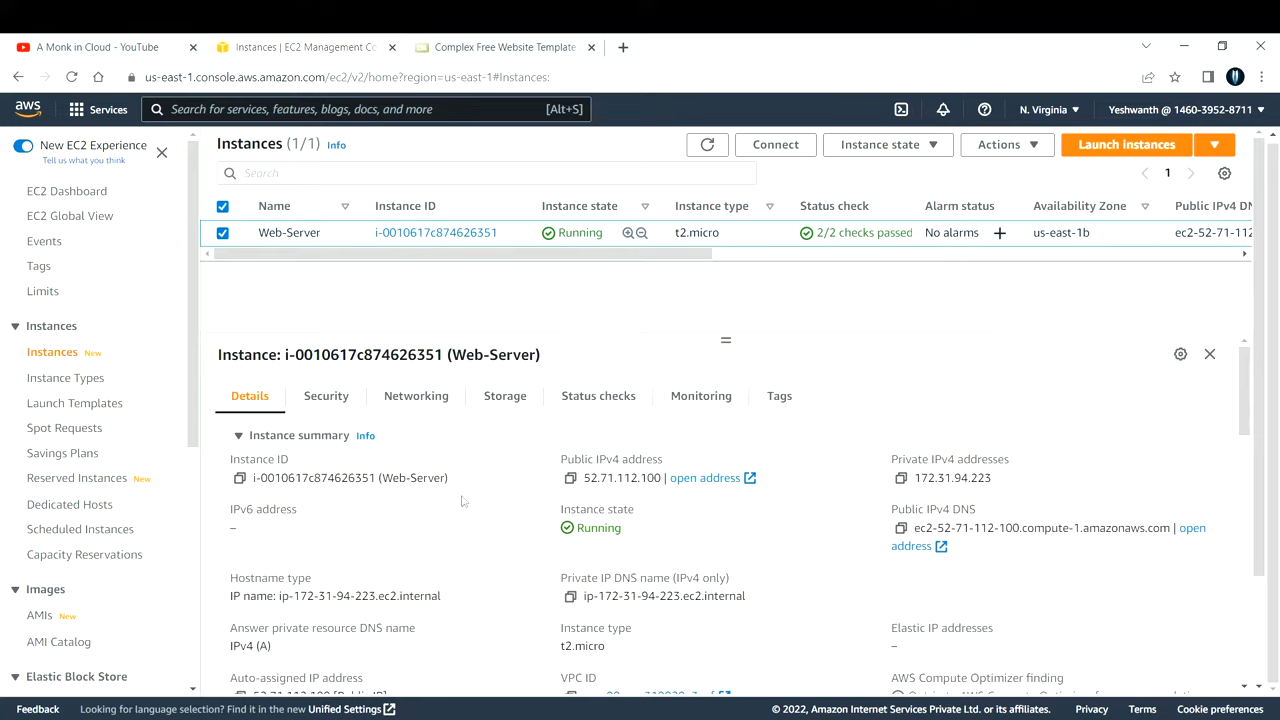 A Monk in Cloud - YouTube
Instances | EC2 Management Co
Complex Free Website Template
us-east-1.console.aws.amazon.com/ec2/v2/home?region=us-east-1#Instances:
aws Services Search for services, features, blogs, docs, and more [Alt+S] N. Virginia Yeshwanth @ 1460-3952-8711
New EC2 Experience
Tell us what you think
EC2 Dashboard
EC2 Global View
Events
Tags
Limits
Instances
Instances New
Instance Types
Launch Templates
Spot Requests
Savings Plans
Reserved Instances New
Dedicated Hosts
Scheduled Instances
Capacity Reservations
Images
AMIs New
AMI Catalog
Elastic Block Store
Instances (1/1) Info Connect Instance state Actions Launch instances
Search 1
Name Instance ID Instance state Instance type Status check Alarm status Availability Zone Public IPv4 DN
Web-Server i-0010617c874626351 Running t2.micro 2/2 checks passed No alarms us-east-1b ec2-52-71-112
Instance: i-0010617c874626351 (Web-Server)
Details Security Networking Storage Status checks Monitoring Tags
Instance summary Info
Instance ID Public IPv4 address Private IPv4 addresses
i-0010617c874626351 (Web-Server) 52.71.112.100 | open address 172.31.94.223
IPv6 address Instance state Public IPv4 DNS
– Running ec2-52-71-112-100.compute-1.amazonaws.com | open
address
Hostname type Private IP DNS name (IPv4 only)
IP name: ip-172-31-94-223.ec2.internal ip-172-31-94-223.ec2.internal
Answer private resource DNS name Instance type Elastic IP addresses
IPv4 (A) t2.micro –
Auto-assigned IP address VPC ID AWS Compute Optimizer finding
52.71.112.100 [Public IP]
Feedback Looking for language selection? Find it in the new Unified Settings © 2022, Amazon Internet Services Private Ltd. or its affiliates. Privacy Terms Cookie preferences